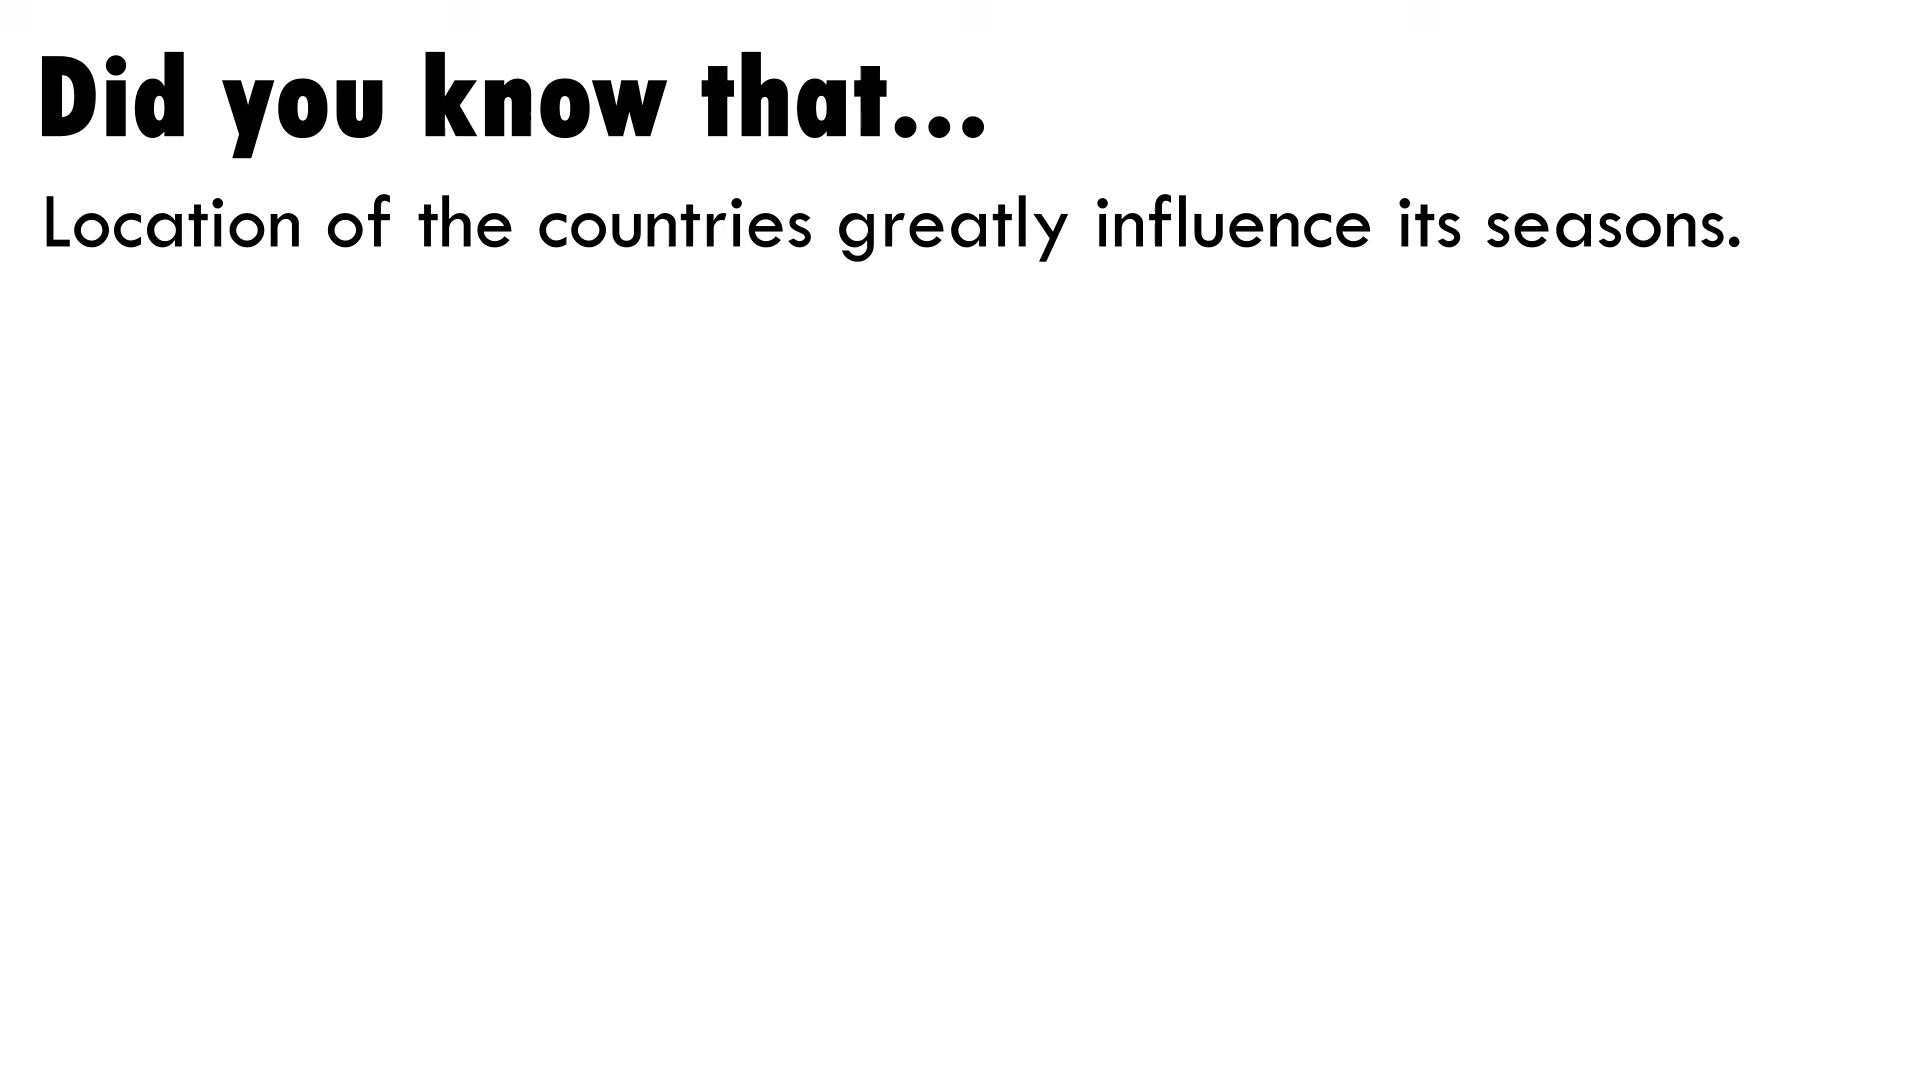 Did you know that...
Location of the countries greatly influence its seasons.